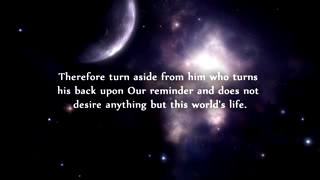 Therefore turn aside from him who turns
his back upon Our reminder and does not
desire anything but this world's life.